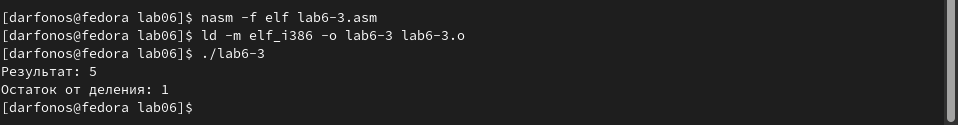 [darfonos@fedora lab06]$ nasm -f elf lab6-3.asm
[darfonos@fedora lab06]$ ld -m elf_i386 -o lab6-3 lab6-3.o
[darfonos@fedora lab06]$ ./lab6-3
Результат: 5
Остаток от деления: 1
[darfonos@fedora lab06]$